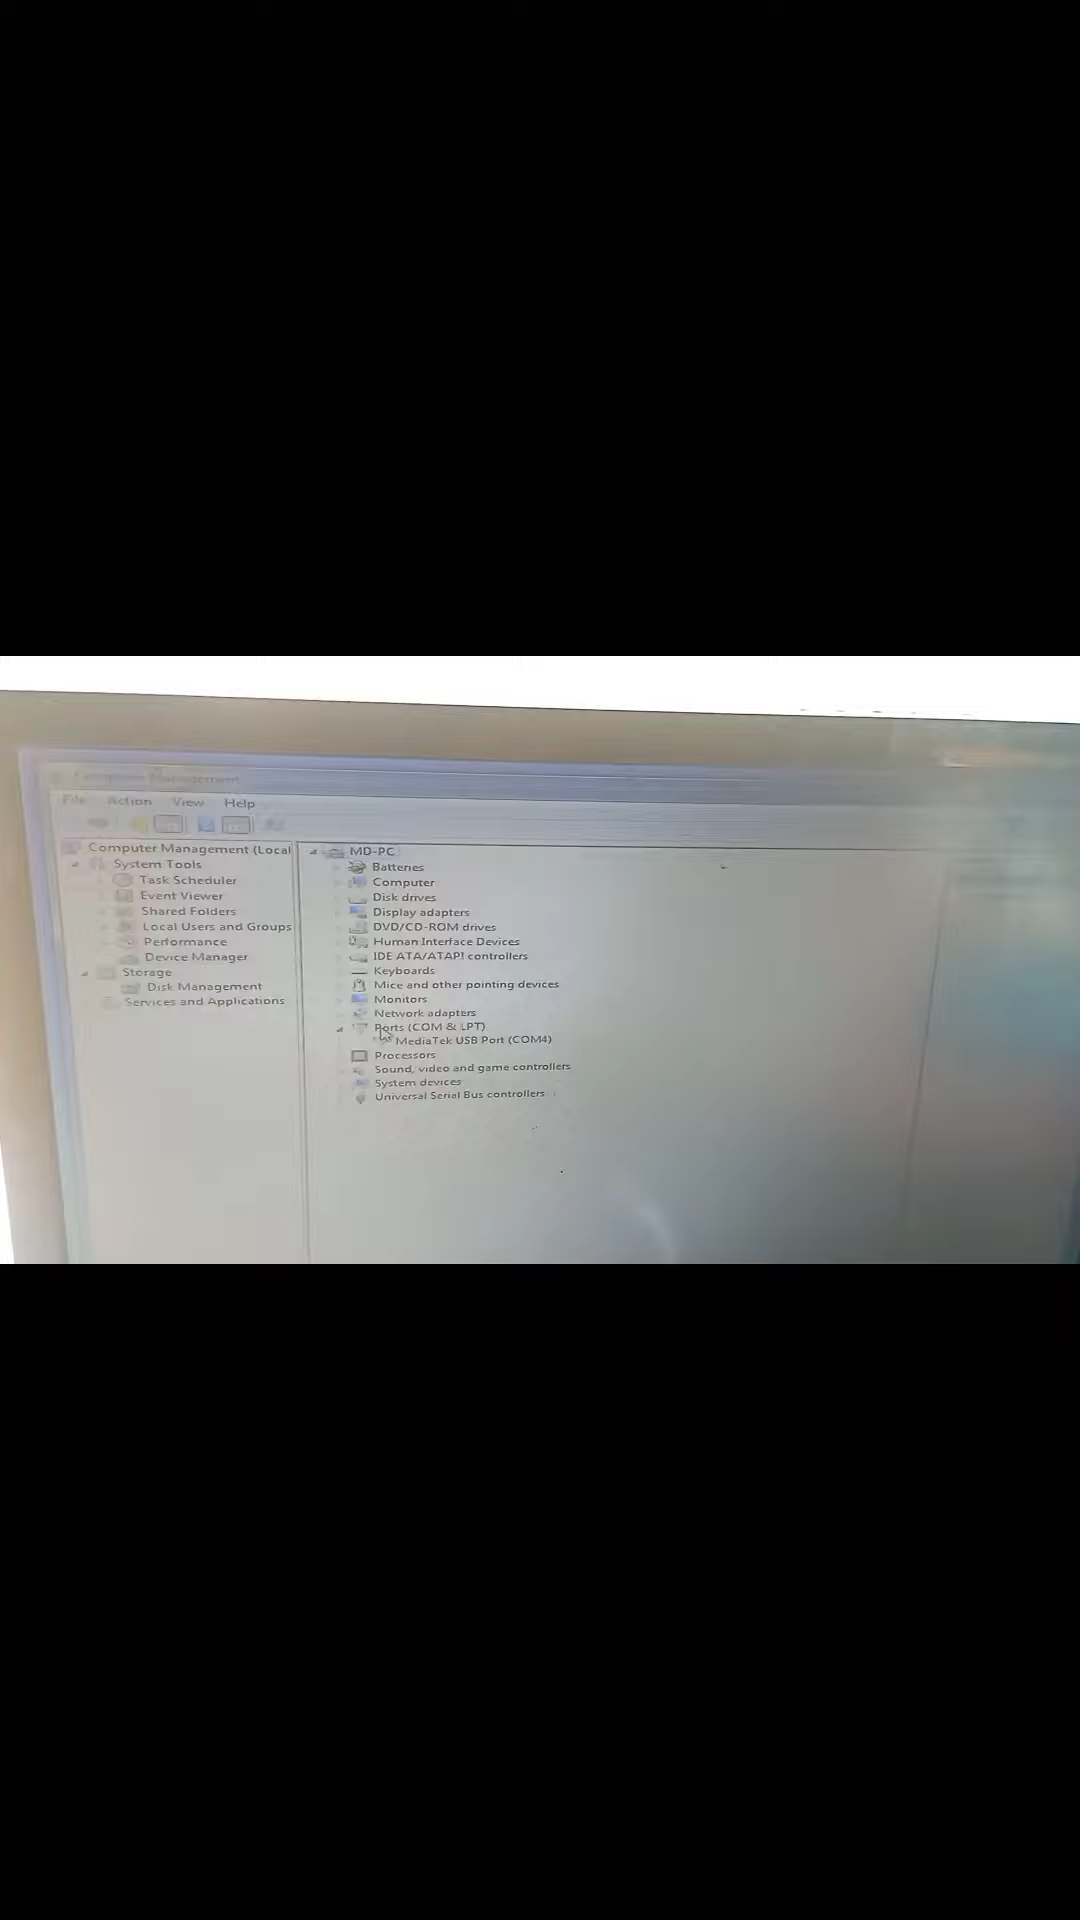 Computer Management
File Action View Help
Computer Management (Local
System Tools
Task Scheduler
Event Viewer
Shared Folders
Local Users and Groups
Performance
Device Manager
Storage
Disk Management
Services and Applications
MD-PC
Batteries
Computer
Disk drives
Display adapters
DVD/CD-ROM drives
Human Interface Devices
IDE ATA/ATAPI controllers
Keyboards
Mice and other pointing devices
Monitors
Network adapters
Ports (COM & LPT)
MediaTek USB Port (COM4)
Processors
Sound, video and game controllers
System devices
Universal Serial Bus controllers